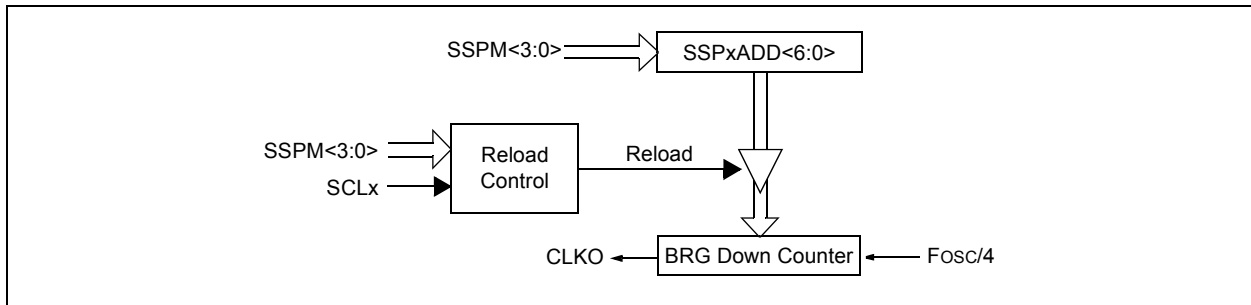 SSPM<3:0>
SSPxADD<6:0>
SSPM<3:0>
SCLx
Reload
Control
Reload
CLKO
BRG Down Counter
FOSC/4